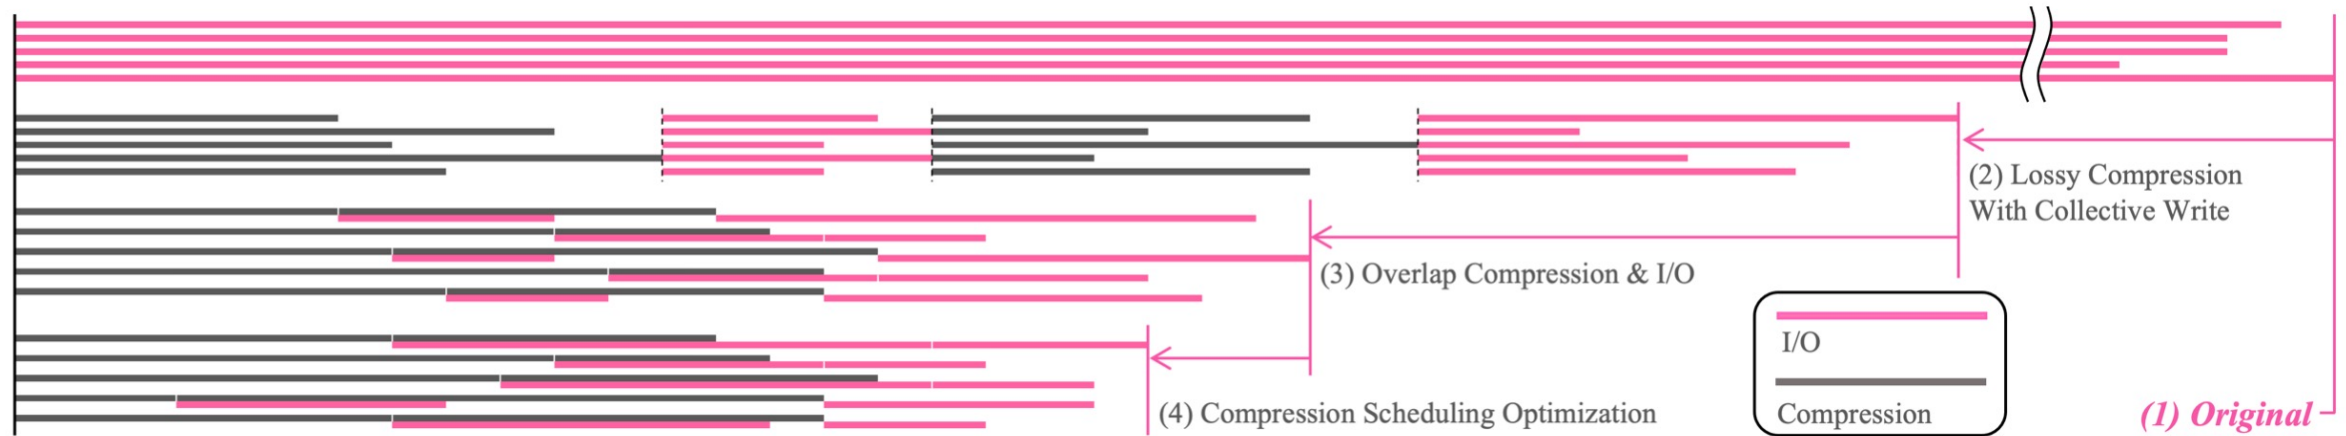 (2) Lossy Compression
With Collective Write
(3) Overlap Compression & I/O
I/O
Compression
(4) Compression Scheduling Optimization
(1) Original